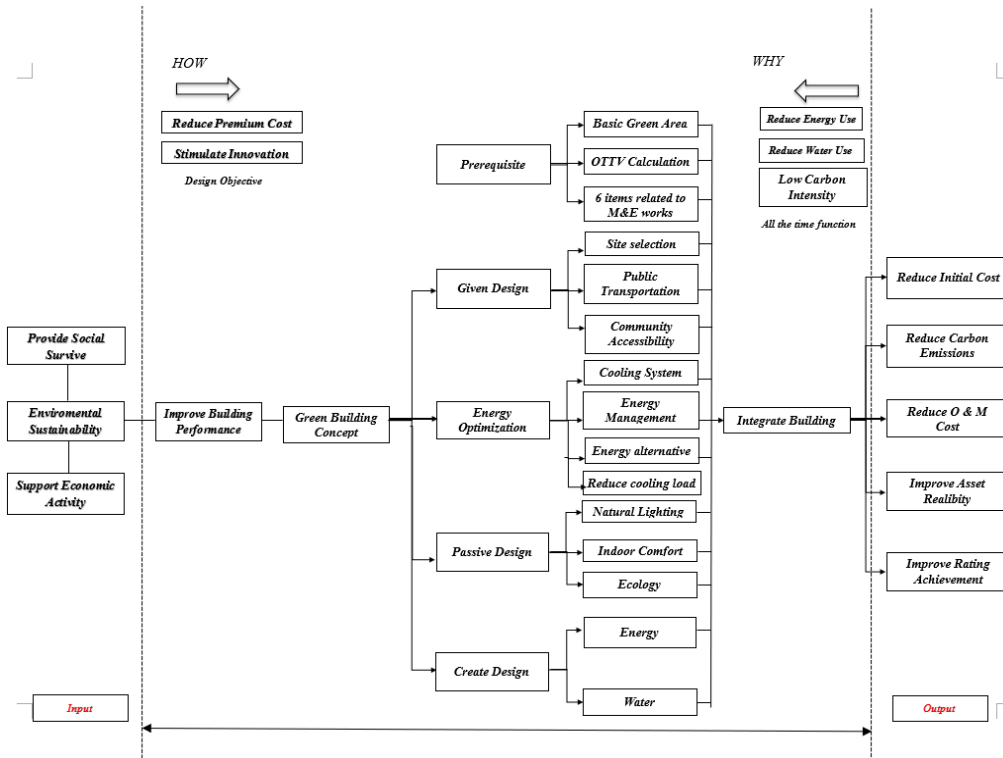 HOW
Reduce Premium Cost
Stimulate Innovation
Design Objective
WHY
Reduce Energy Use
Reduce Water Use
Low Carbon
Intensity
All the time function
Provide Social
Survive
Enviromental
Sustainability
Support Economic
Activity
Improve Building
Performance
Green Building
Concept
Prerequisite
Basic Green Area
OTTV Calculation
6 items related to
M&E works
Given Design
Site selection
Public
Transportation
Community
Accessibility
Energy
Optimization
Cooling System
Energy
Management
Energy alternative
Reduce cooling load
Passive Design
Natural Lighting
Indoor Comfort
Ecology
Create Design
Energy
Water
Integrate Building
Reduce Initial Cost
Reduce Carbon
Emissions
Reduce O & M
Cost
Improve Asset
Realibity
Improve Rating
Achievement
Input
Output